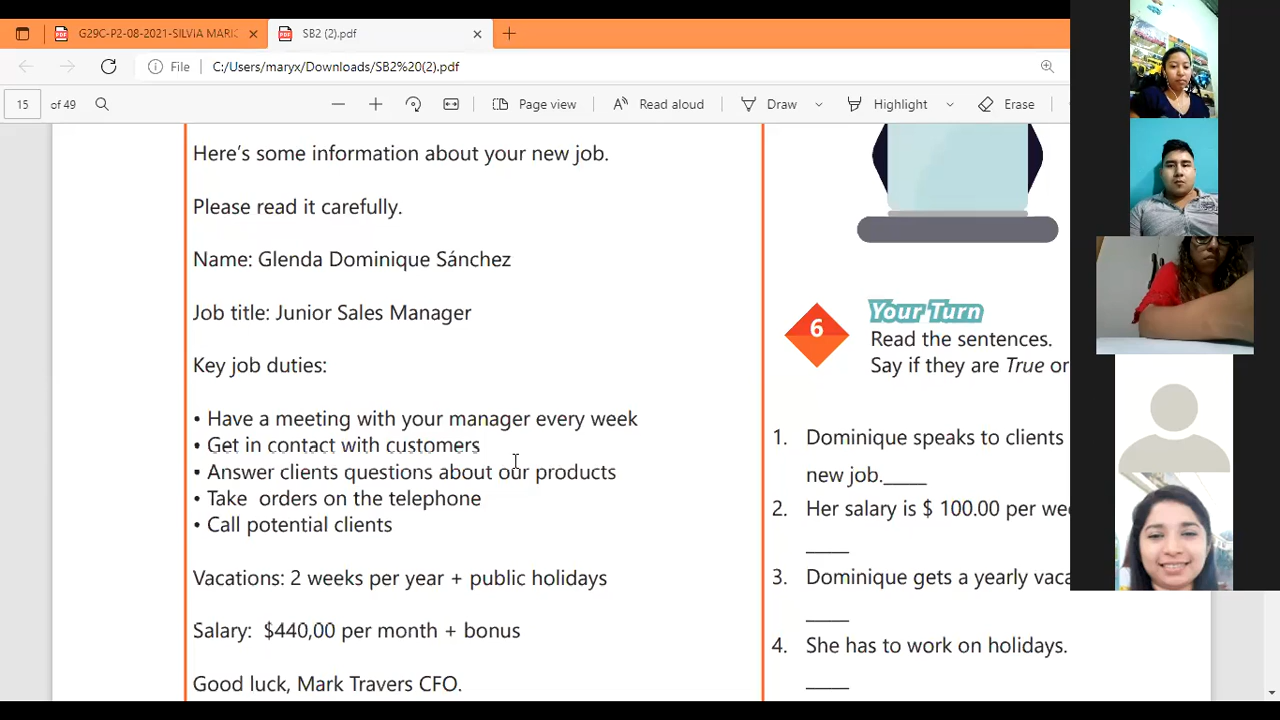 G29C-P2-08-2021-SILVIA MARIC
SB2 (2).pdf
File C:/Users/maryx/Downloads/SB2%20(2).pdf
15 of 49 Page view Read aloud Draw Highlight Erase
Here's some information about your new job.
Please read it carefully.
Name: Glenda Dominique Sánchez
Job title: Junior Sales Manager
Key job duties:
• Have a meeting with your manager every week
• Get in contact with customers
• Answer clients questions about our products
• Take orders on the telephone
• Call potential clients
Vacations: 2 weeks per year + public holidays
Salary: $440,00 per month + bonus
Good luck, Mark Travers CFO.
6 Your Turn
Read the sentences.
Say if they are True or
1. Dominique speaks to clients
new job.____
2. Her salary is $ 100.00 per
____
3. Dominique gets a yearly
____
4. She has to work on holidays.
____